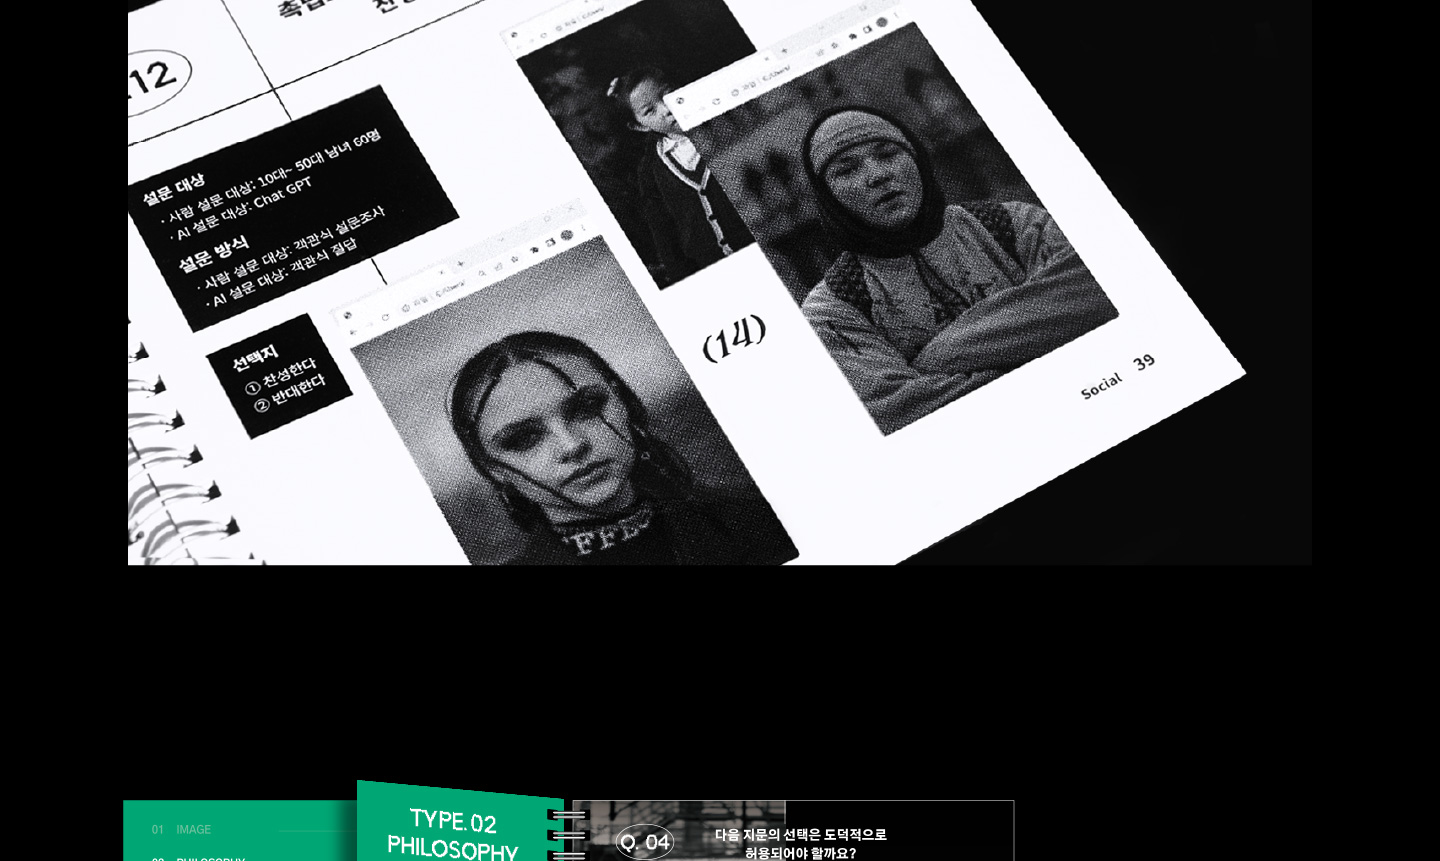 .12
설문 대상
· 사람 설문 대상: 10대~ 50대 남녀 60명
· AI 설문 대상: Chat GPT
설문 방식
· 사람 설문 대상: 객관식 설문조사
· AI 설문 대상: 객관식 질답
선택지
① 찬성한다
② 반대한다
(14)
Social 39
01 IMAGE
02 PHILOSOPHY
TYPE.02
PHILOSOPHY
Q. 04
다음 지문의 선택은 도덕적으로
허용되어야 할까요?